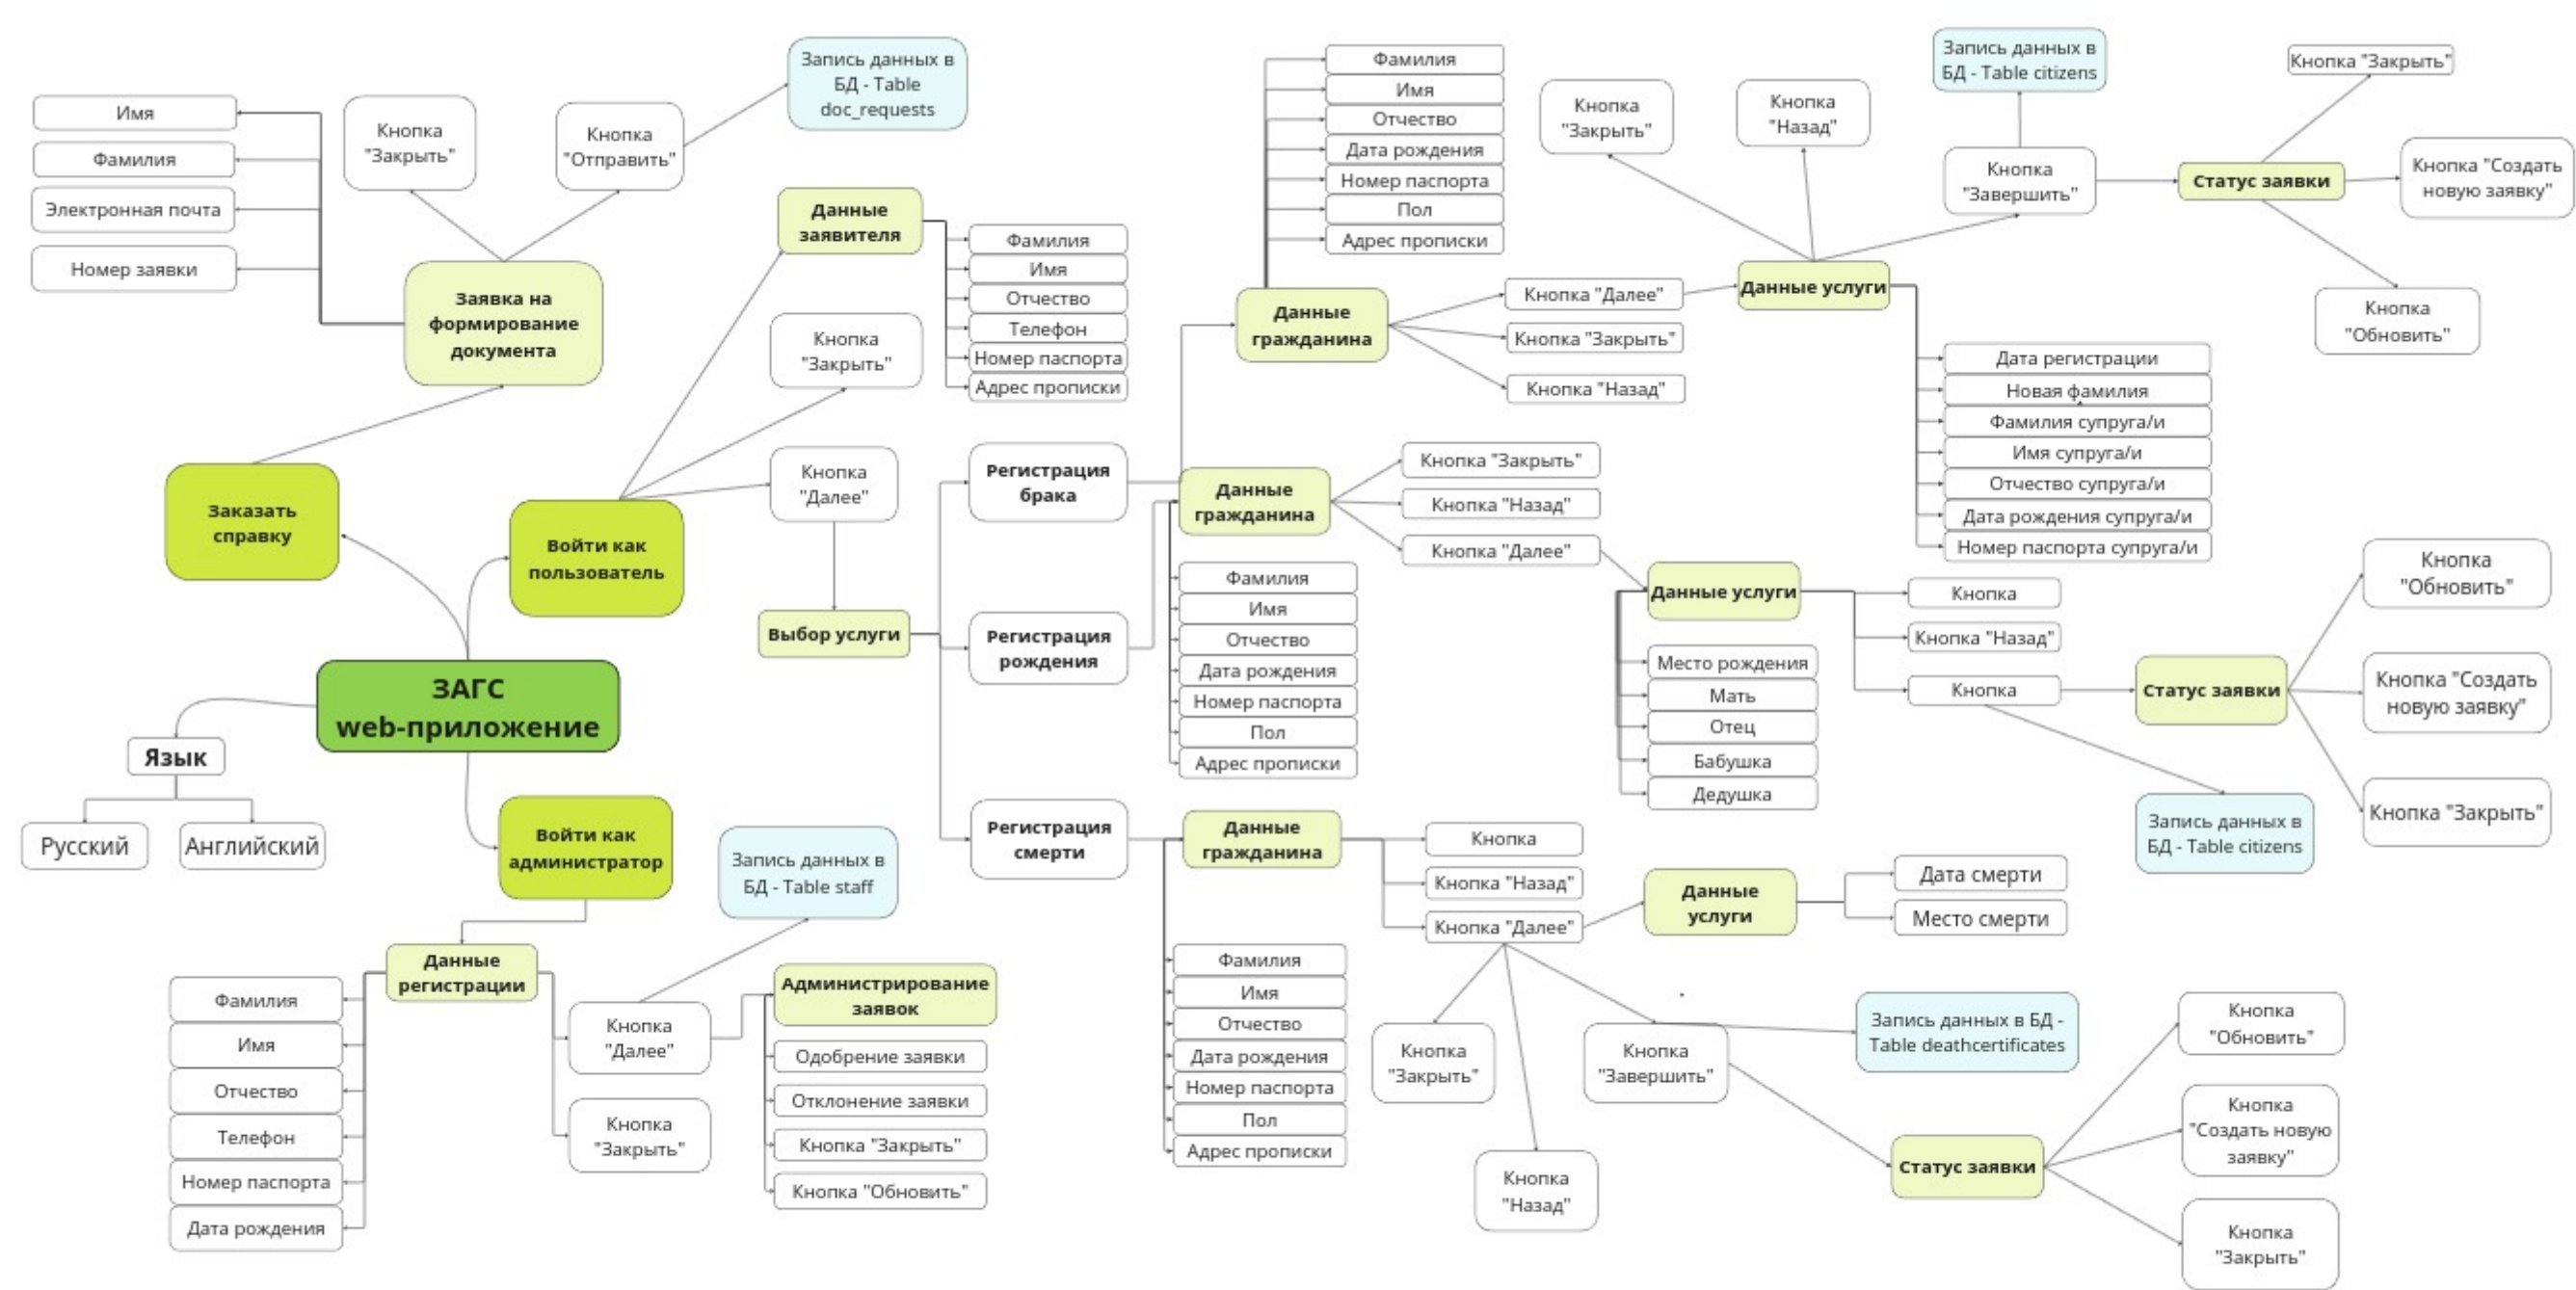 Имя
Фамилия
Электронная почта
Номер заявки
Кнопка
"Закрыть"
Кнопка
"Отправить"
Запись данных в
БД - Table
doc_requests
Заявка на
формирование
документа
Заказать
справку
Войти как
пользователь
ЗАГС
web-приложение
Язык
Русский
Английский
Войти как
администратор
Данные
заявителя
Фамилия
Имя
Отчество
Телефон
Номер паспорта
Адрес прописки
Кнопка
"Закрыть"
Кнопка
"Далее"
Выбор услуги
Регистрация
брака
Регистрация
рождения
Регистрация
смерти
Данные
регистрации
Фамилия
Имя
Отчество
Телефон
Номер паспорта
Дата рождения
Кнопка
"Далее"
Кнопка
"Закрыть"
Запись данных в
БД - Table staff
Администрирование
заявок
Одобрение заявки
Отклонение заявки
Кнопка "Закрыть"
Кнопка "Обновить"
Фамилия
Имя
Отчество
Дата рождения
Номер паспорта
Пол
Адрес прописки
Данные
гражданина
Кнопка "Далее"
Кнопка "Закрыть"
Кнопка "Назад"
Кнопка
"Закрыть"
Кнопка
"Назад"
Запись данных в
БД - Table citizens
Кнопка
"Завершить"
Данные услуги
Дата регистрации
Новая фамилия
Фамилия супруга/и
Имя супруга/и
Отчество супруга/и
Дата рождения супруга/и
Номер паспорта супруга/и
Статус заявки
Кнопка "Закрыть"
Кнопка "Создать
новую заявку"
Кнопка
"Обновить"
Данные
гражданина
Кнопка "Закрыть"
Кнопка "Назад"
Кнопка "Далее"
Фамилия
Имя
Отчество
Дата рождения
Номер паспорта
Пол
Адрес прописки
Данные услуги
Место рождения
Мать
Отец
Бабушка
Дедушка
Кнопка
Кнопка "Назад"
Кнопка
Статус заявки
Кнопка
"Обновить"
Кнопка "Создать
новую заявку"
Кнопка "Закрыть"
Запись данных в
БД - Table citizens
Данные
гражданина
Кнопка
Кнопка "Назад"
Кнопка "Далее"
Фамилия
Имя
Отчество
Дата рождения
Номер паспорта
Пол
Адрес прописки
Данные
услуги
Дата смерти
Место смерти
Кнопка
"Закрыть"
Кнопка
"Назад"
Кнопка
"Завершить"
Запись данных в БД -
Table deathcertificates
Статус заявки
Кнопка
"Обновить"
Кнопка
"Создать новую
заявку"
Кнопка
"Закрыть"